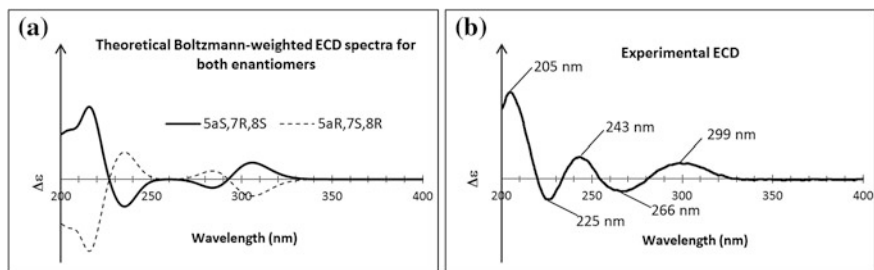 (a)
Theoretical Boltzmann-weighted ECD spectra for
both enantiomers
5aS,7R,8S
5aR,7S,8R
Δε
200 250 300 350 400
Wavelength (nm)
(b)
Experimental ECD
205 nm
243 nm
299 nm
225 nm
266 nm
Δε
200 250 300 350 400
Wavelength (nm)